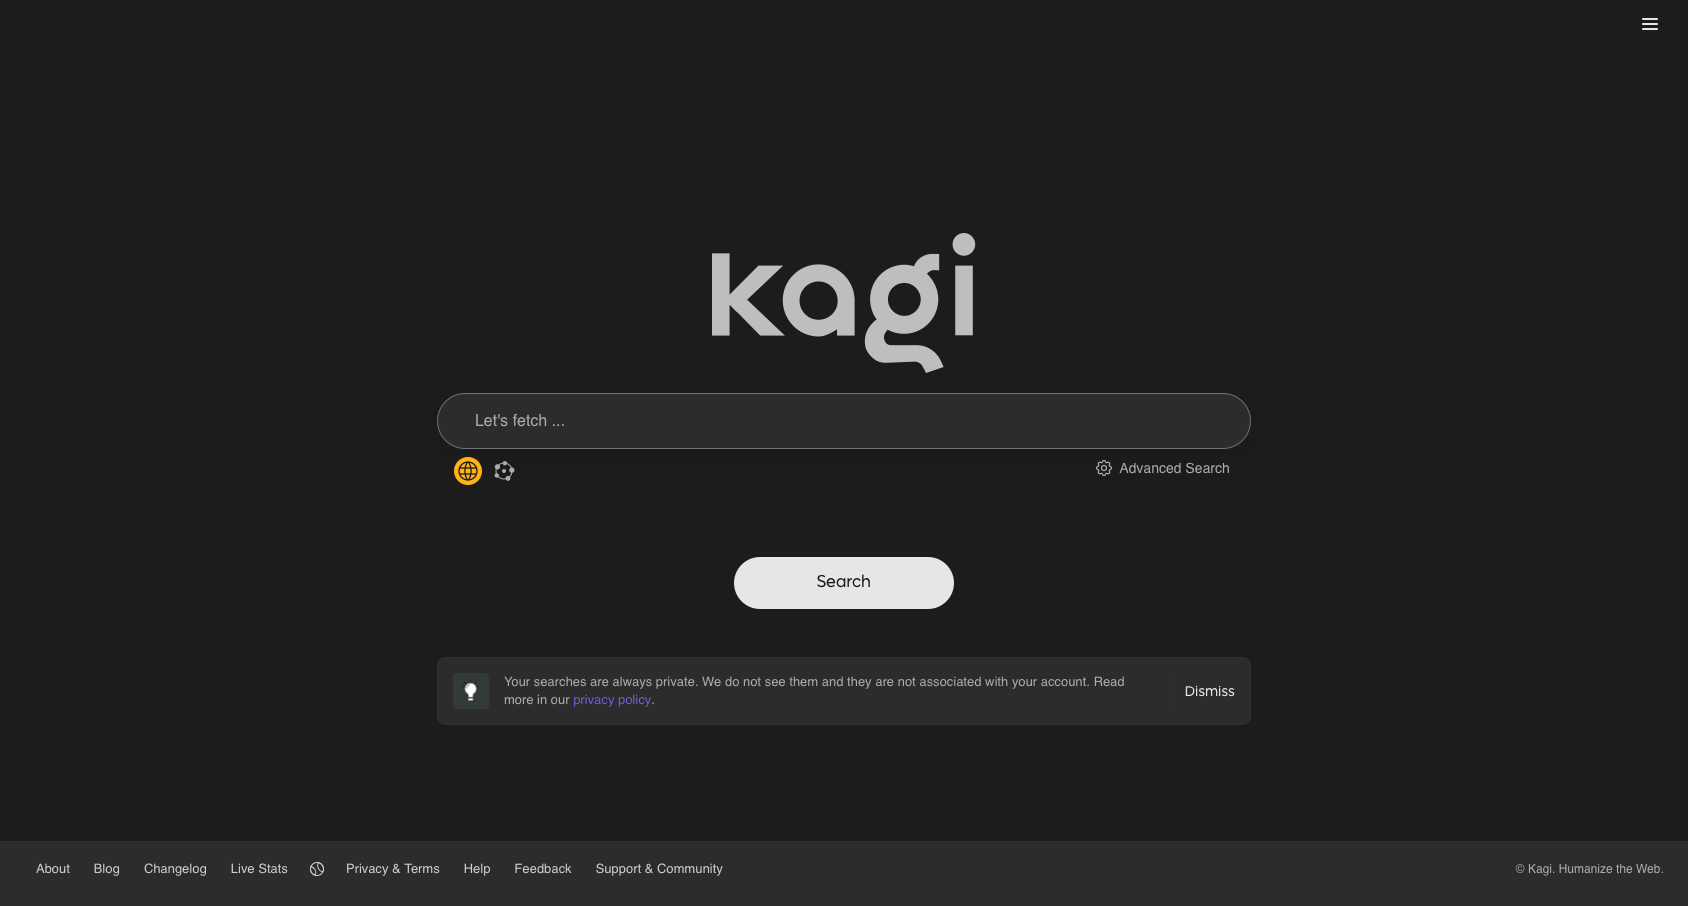 kagi
Let's fetch ...
Advanced Search
Search
Your searches are always private. We do not see them and they are not associated with your account. Read
more in our privacy policy.
Dismiss
About Blog Changelog Live Stats Privacy & Terms Help Feedback Support & Community © Kagi. Humanize the Web.